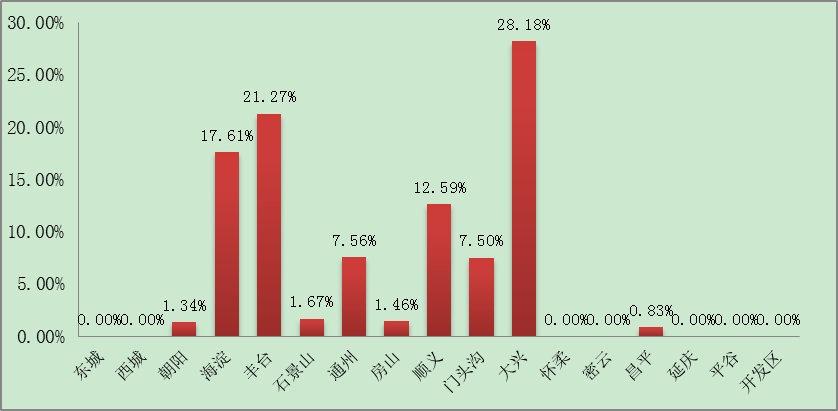 30.00%
25.00%
20.00%
15.00%
10.00%
5.00%
0.00%
0.00%
0.00%
1.34%
17.61%
21.27%
1.67%
7.56%
1.46%
12.59%
7.50%
28.18%
0.00%
0.00%
0.83%
0.00%
0.00%
0.00%
东城
西城
朝阳
海淀
丰台
石景山
通州
房山
顺义
门头沟
大兴
怀柔
密云
昌平
延庆
平谷
开发区